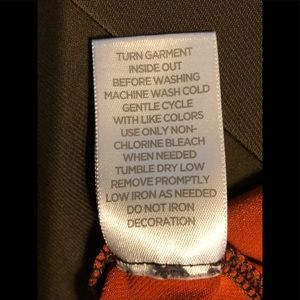 TURN GARMENT
INSIDE OUT
BEFORE WASHING
MACHINE WASH COLD
GENTLE CYCLE
WITH LIKE COLORS
USE ONLY NON-
CHLORINE BLEACH
WHEN NEEDED
TUMBLE DRY LOW
REMOVE PROMPTLY
LOW IRON AS NEEDED
DO NOT IRON
DECORATION